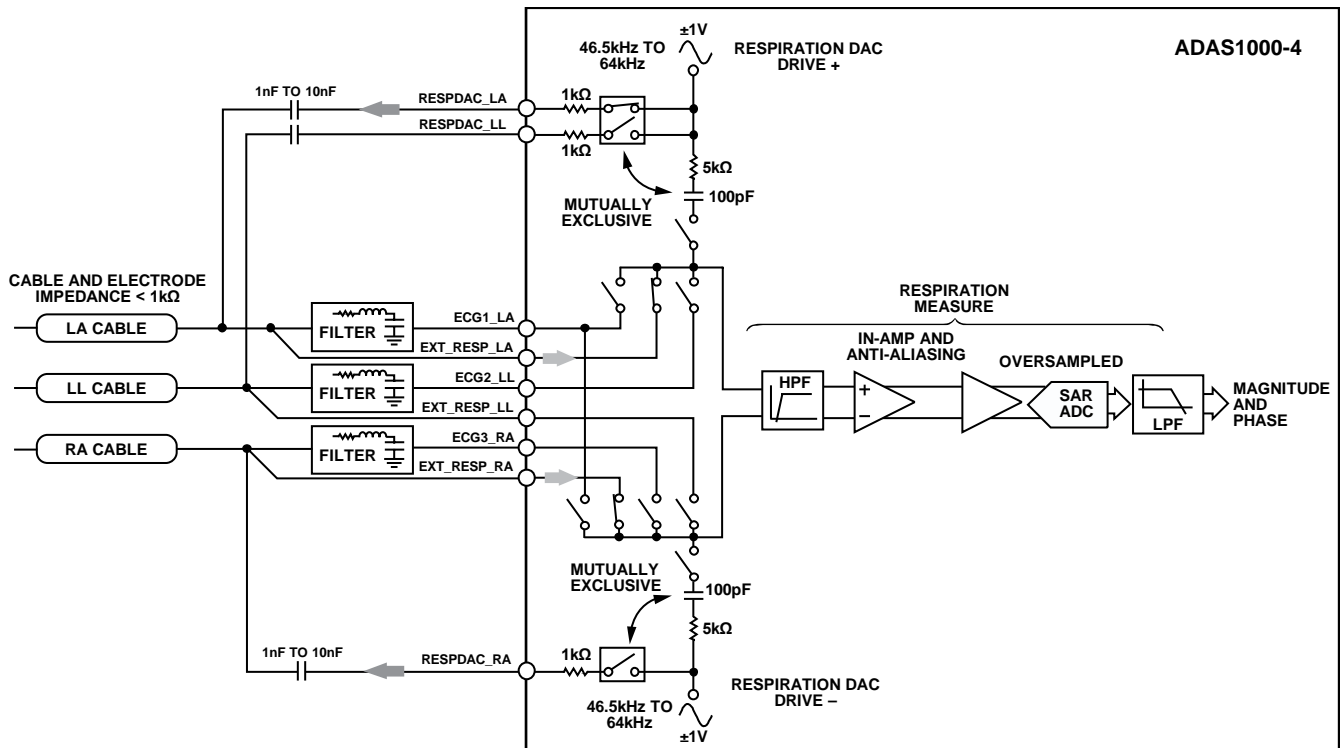 ±1V
46.5kHz TO
64kHz
RESPIRATION DAC
DRIVE +
ADAS1000-4
1nF TO 10nF
RESPDAC_LA
1kΩ
RESPDAC_LL
1kΩ
5kΩ
100pF
MUTUALLY
EXCLUSIVE
CABLE AND ELECTRODE
IMPEDANCE < 1kΩ
LA CABLE
FILTER
ECG1_LA
EXT_RESP_LA
LL CABLE
FILTER
ECG2_LL
EXT_RESP_LL
RA CABLE
FILTER
ECG3_RA
EXT_RESP_RA
RESPIRATION
MEASURE
IN-AMP AND
ANTI-ALIASING
OVERSAMPLED
HPF
+
–
SAR
ADC
LPF
MAGNITUDE
AND
PHASE
MUTUALLY
EXCLUSIVE
100pF
5kΩ
1nF TO 10nF
RESPDAC_RA
1kΩ
46.5kHz TO
64kHz
±1V
RESPIRATION DAC
DRIVE –